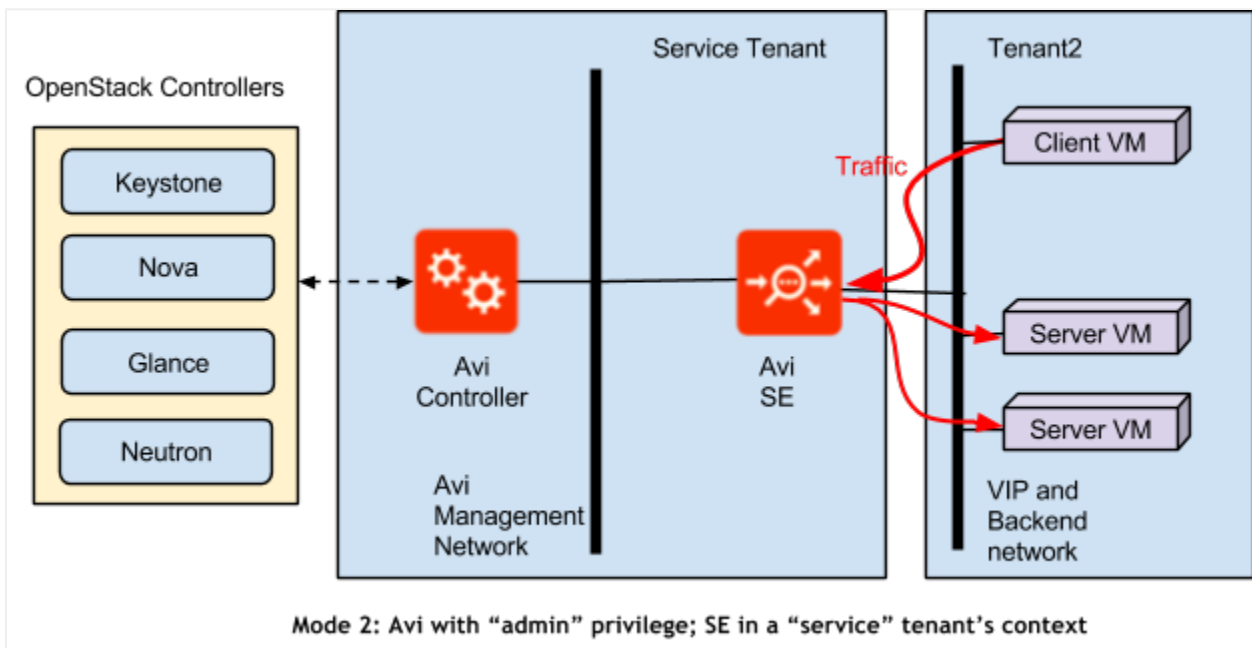 OpenStack Controllers
Keystone
Nova
Glance
Neutron
Service Tenant
Avi
Controller
Avi
SE
Avi
Management
Network
Traffic
Tenant2
Client VM
Server VM
Server VM
VIP and
Backend
network
Mode 2: Avi with “admin” privilege; SE in a “service” tenant’s context